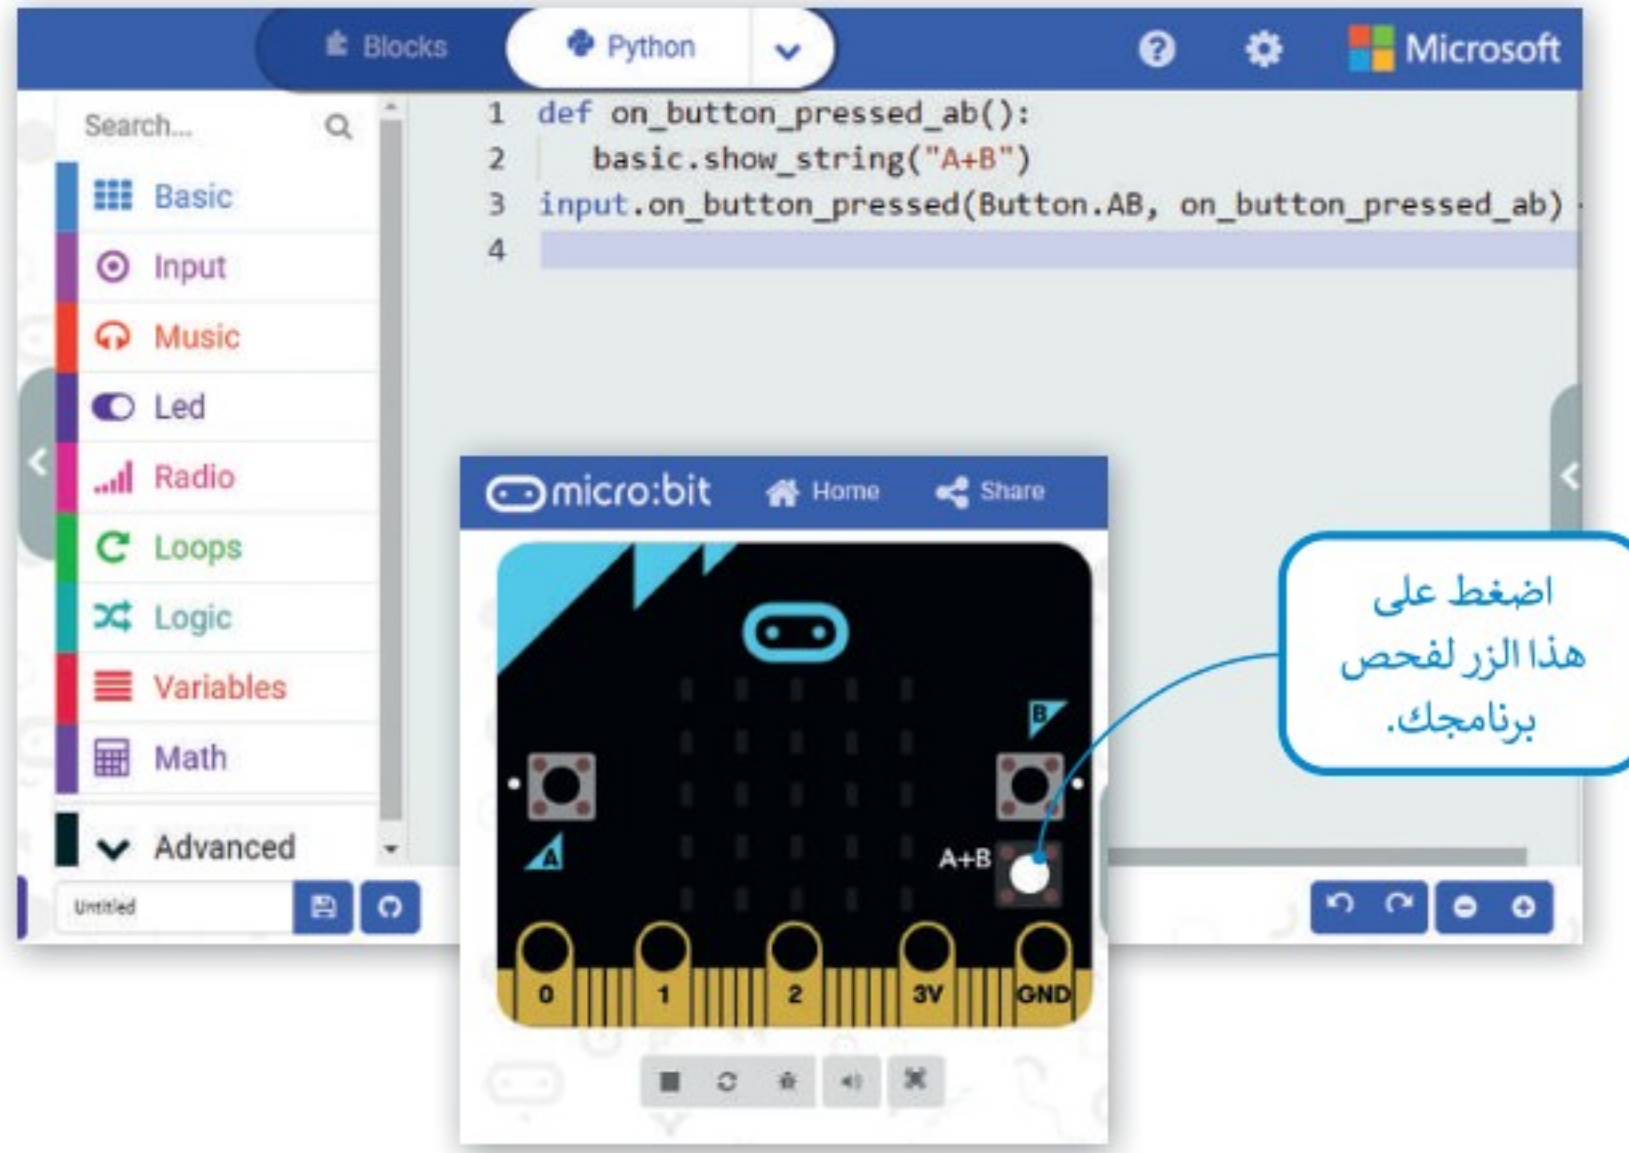 Blocks
Python
Microsoft
Search...
Basic
Input
Music
Led
Radio
Loops
Logic
Variables
Math
Advanced
Untitled
1 def on_button_pressed_ab():
2 basic.show_string("A+B")
3 input.on_button_pressed(Button.AB, on_button_pressed_ab)
4
micro:bit Home Share
B
A
A+B
0 1 2 3V GND
اضغط على
هذا الزر لفحص
برنامجك.